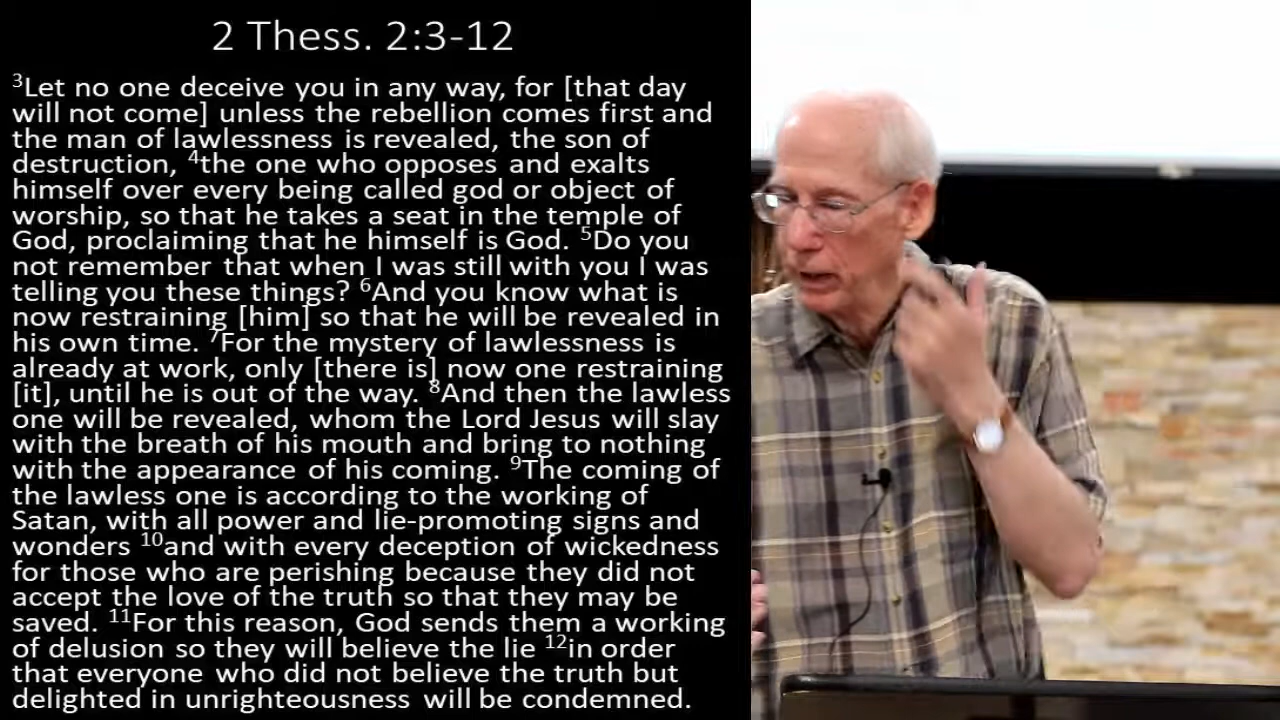 2 Thess. 2:3-12
³Let no one deceive you in any way, for [that day
will not come] unless the rebellion comes first and
the man of lawlessness is revealed, the son of
destruction, ⁴the one who opposes and exalts
himself over every being called god or object of
worship, so that he takes a seat in the temple of
God, proclaiming that he himself is God. ⁵Do you
not remember that when I was still with you I was
telling you these things? ⁶And you know what is
now restraining [him] so that he will be revealed in
his own time. ⁷For the mystery of lawlessness is
already at work, only [there is] now one restraining
[it], until he is out of the way. ⁸And then the lawless
one will be revealed, whom the Lord Jesus will slay
with the breath of his mouth and bring to nothing
with the appearance of his coming. ⁹The coming of
the lawless one is according to the working of
Satan, with all power and lie-promoting signs and
wonders ¹⁰and with every deception of wickedness
for those who are perishing because they did not
accept the love of the truth so that they may be
saved. ¹¹For this reason, God sends them a working
of delusion so they will believe the lie ¹²in order
that everyone who did not believe the truth but
delighted in unrighteousness will be condemned.